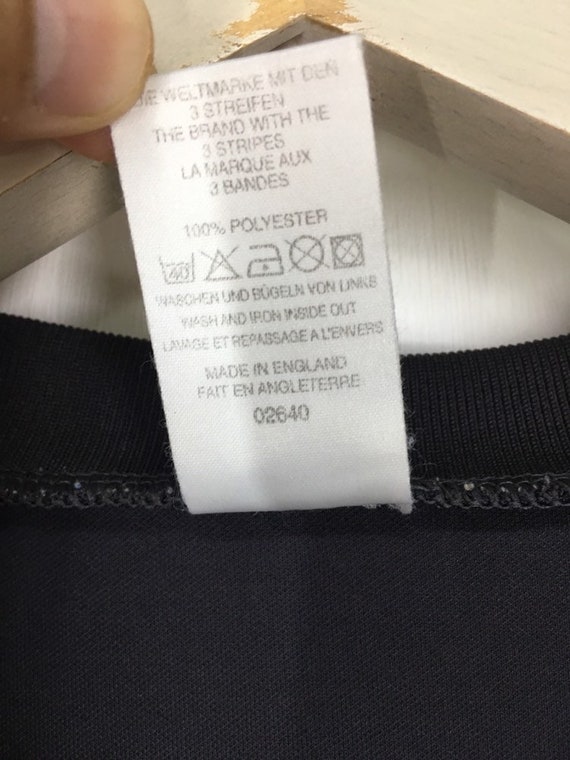 DIE WELTMARKE MIT DEN
3 STREIFEN
THE BRAND WITH THE
3 STRIPES
LA MARQUE AUX
3 BANDES
100% POLYESTER
40
WASCHEN UND BÜGELN VON LINKS
WASH AND IRON INSIDE OUT
LAVAGE ET REPASSAGE A L'ENVERS
MADE IN ENGLAND
FAIT EN ANGLETERRE
02640